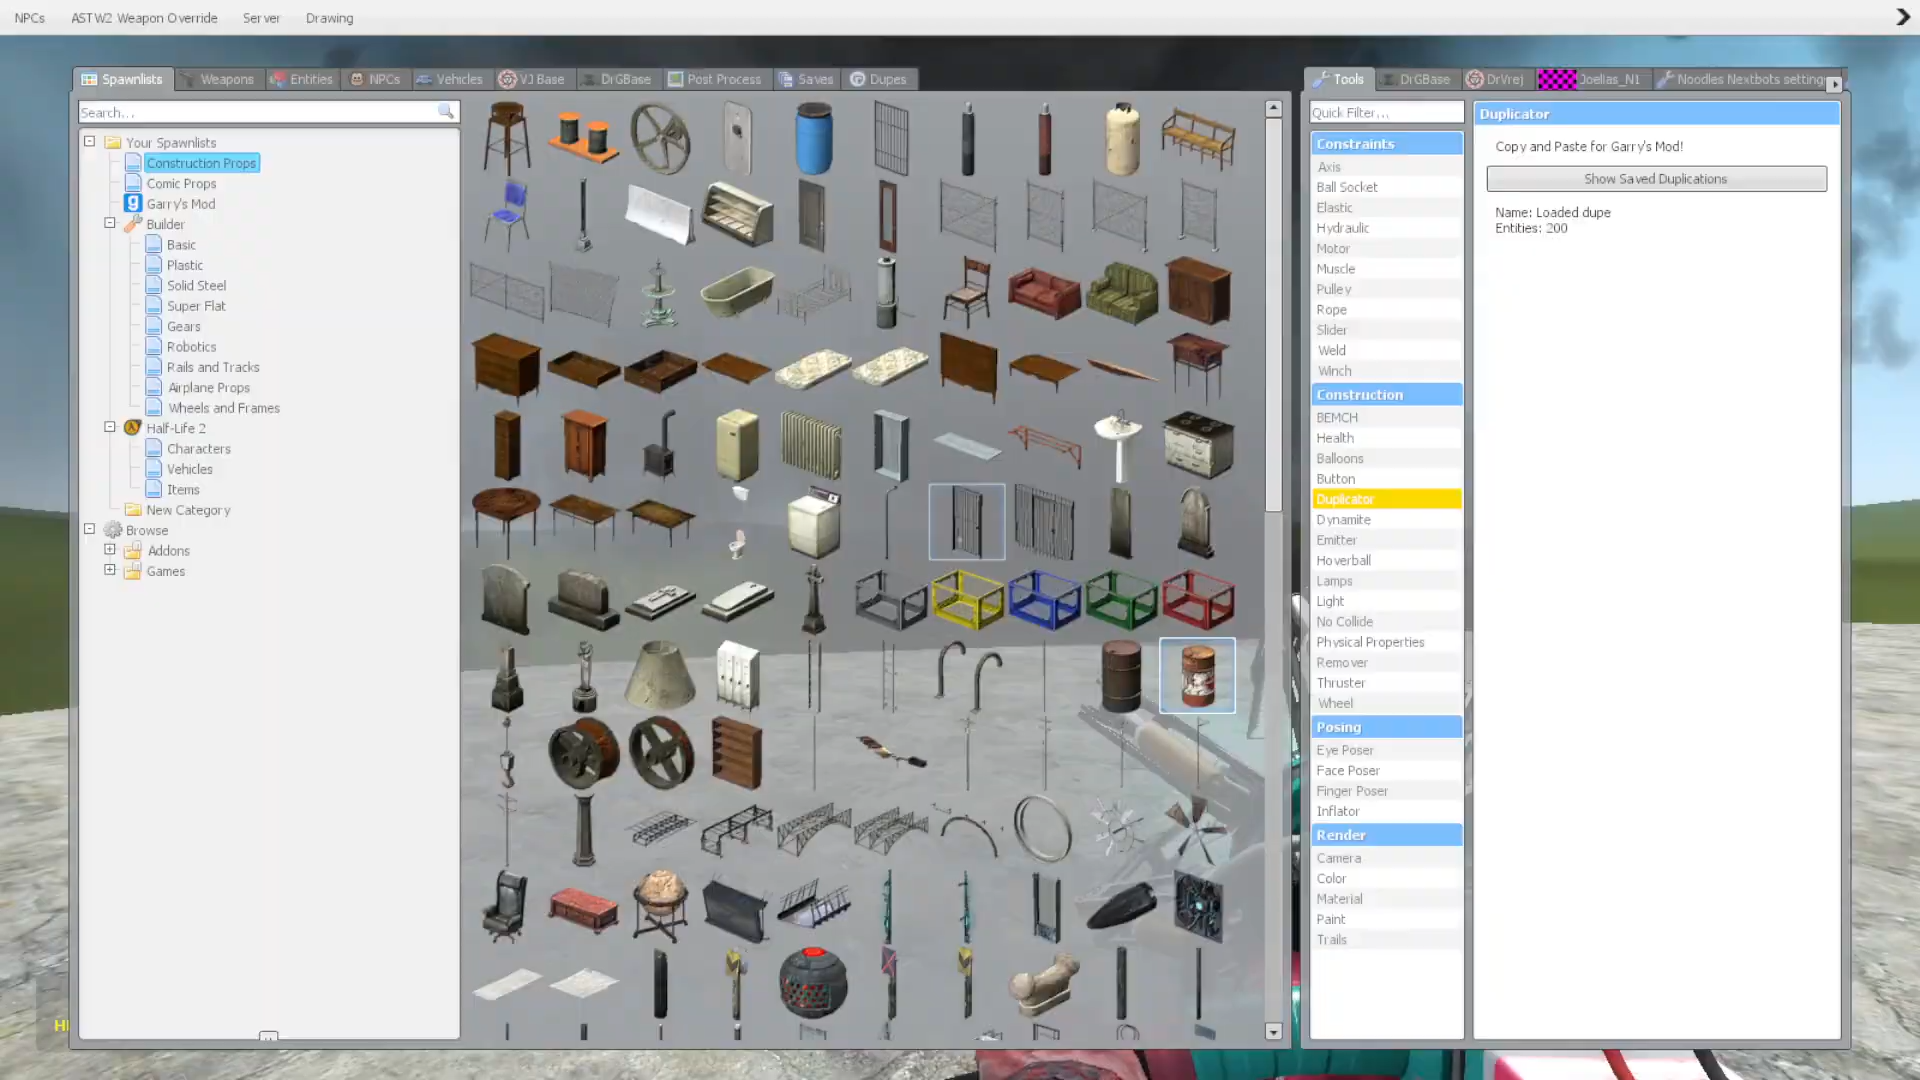 NPCs ASTW2 Weapon Override Server Drawing
Spawnlists Weapons Entities NPCs Vehicles VJ Base DrGBase Post Process Saves Dupes
Search...
Your Spawnlists
Construction Props
Comic Props
Garry's Mod
Builder
Basic
Plastic
Solid Steel
Super Flat
Gears
Robotics
Rails and Tracks
Airplane Props
Wheels and Frames
Half-Life 2
Characters
Vehicles
Items
New Category
Browse
Addons
Games
Tools DrGBase DrVrej Joellas_N1 Noodles Nextbots setting
Quick Filter...
Constraints
Axis
Ball Socket
Elastic
Hydraulic
Motor
Muscle
Pulley
Rope
Slider
Weld
Winch
Construction
BEMCH
Health
Balloons
Button
Duplicator
Dynamite
Emitter
Hoverball
Lamps
Light
No Collide
Physical Properties
Remover
Thruster
Wheel
Posing
Eye Poser
Face Poser
Finger Poser
Inflator
Render
Camera
Color
Material
Paint
Trails
Duplicator
Copy and Paste for Garry's Mod!
Show Saved Duplications
Name: Loaded dupe
Entities: 200